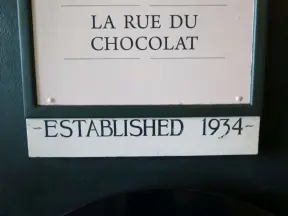 LA RUE DU
CHOCOLAT
-ESTABLISHED 1934-